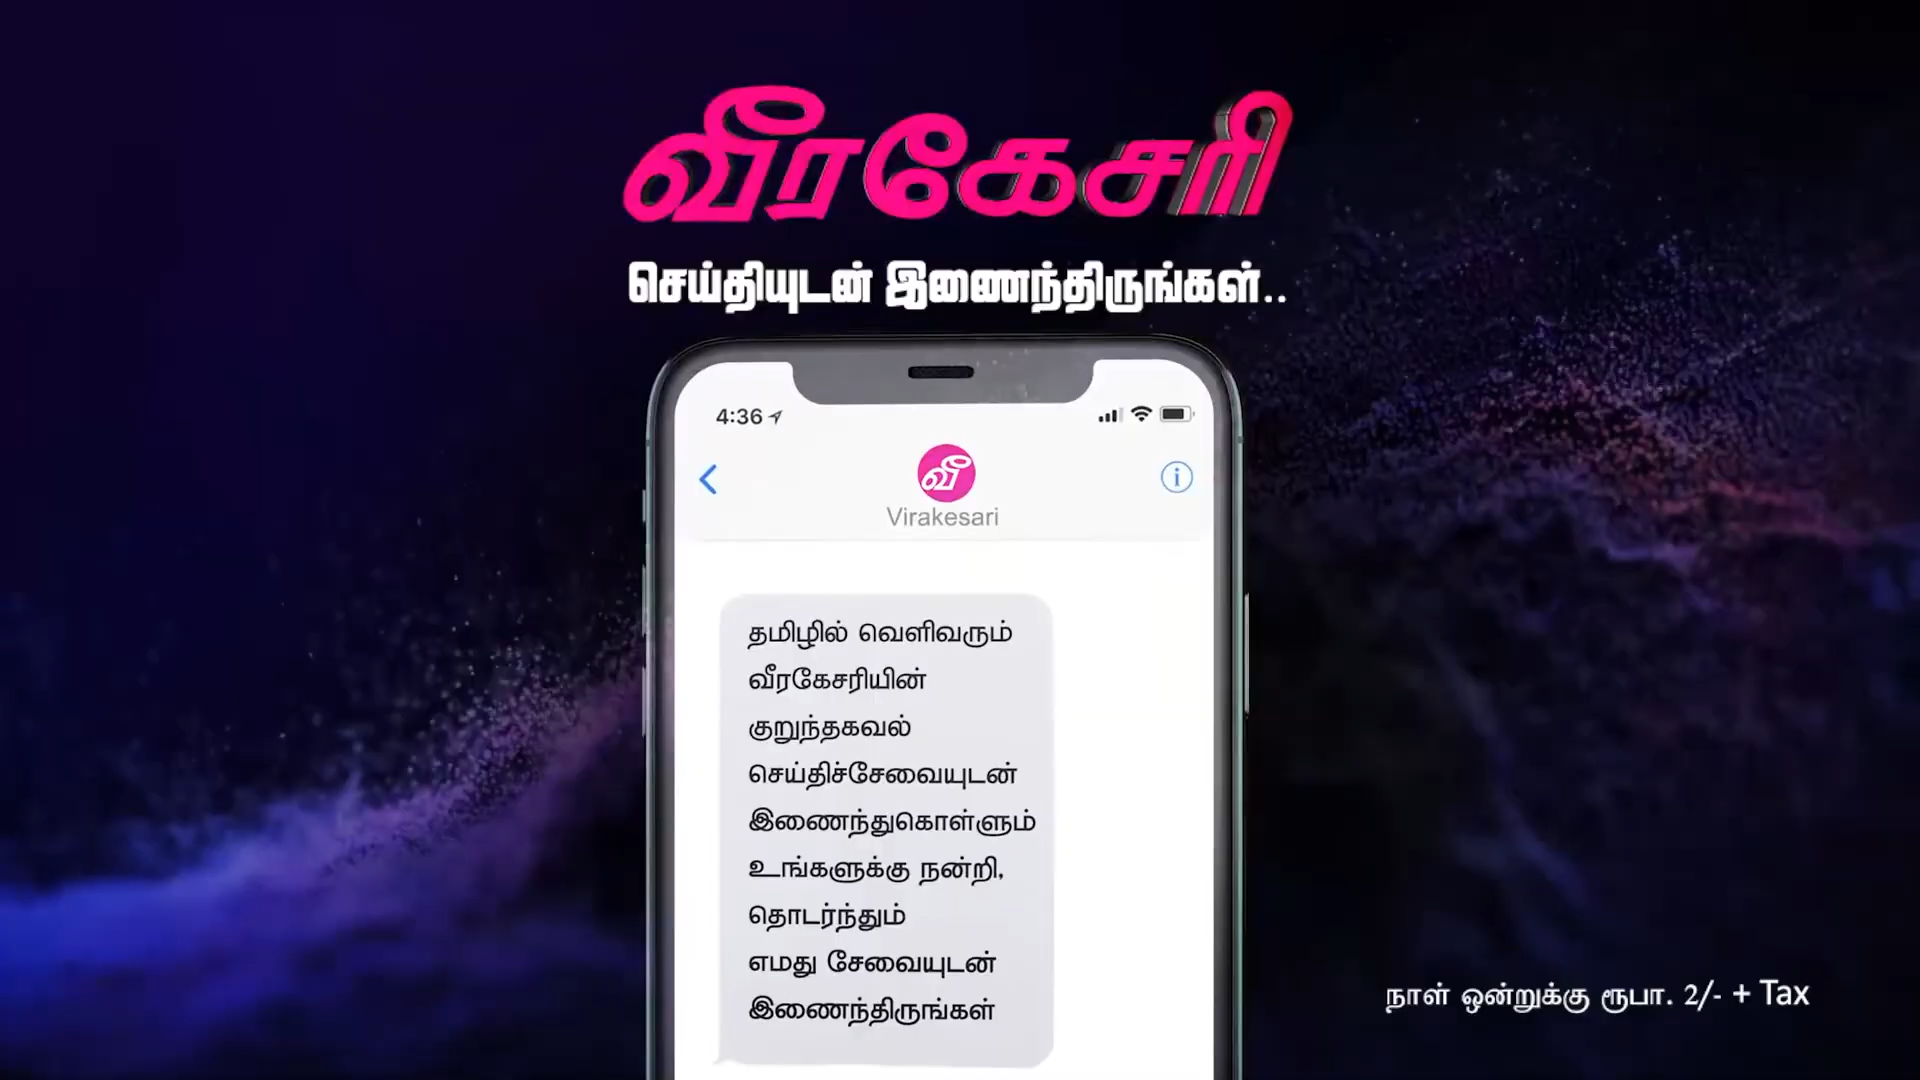 வீரகேசரி
செய்தியுடன் இணைந்திருங்கள்..
4:36
வீ
Virakesari
தமிழில் வெளிவரும்
வீரகேசரியின்
குறுந்தகவல்
செய்திச்சேவையுடன்
இணைந்துகொள்ளும்
உங்களுக்கு நன்றி,
தொடர்ந்தும்
எமது சேவையுடன்
இணைந்திருங்கள்
நாள் ஒன்றுக்கு ரூபா. 2/- + Tax